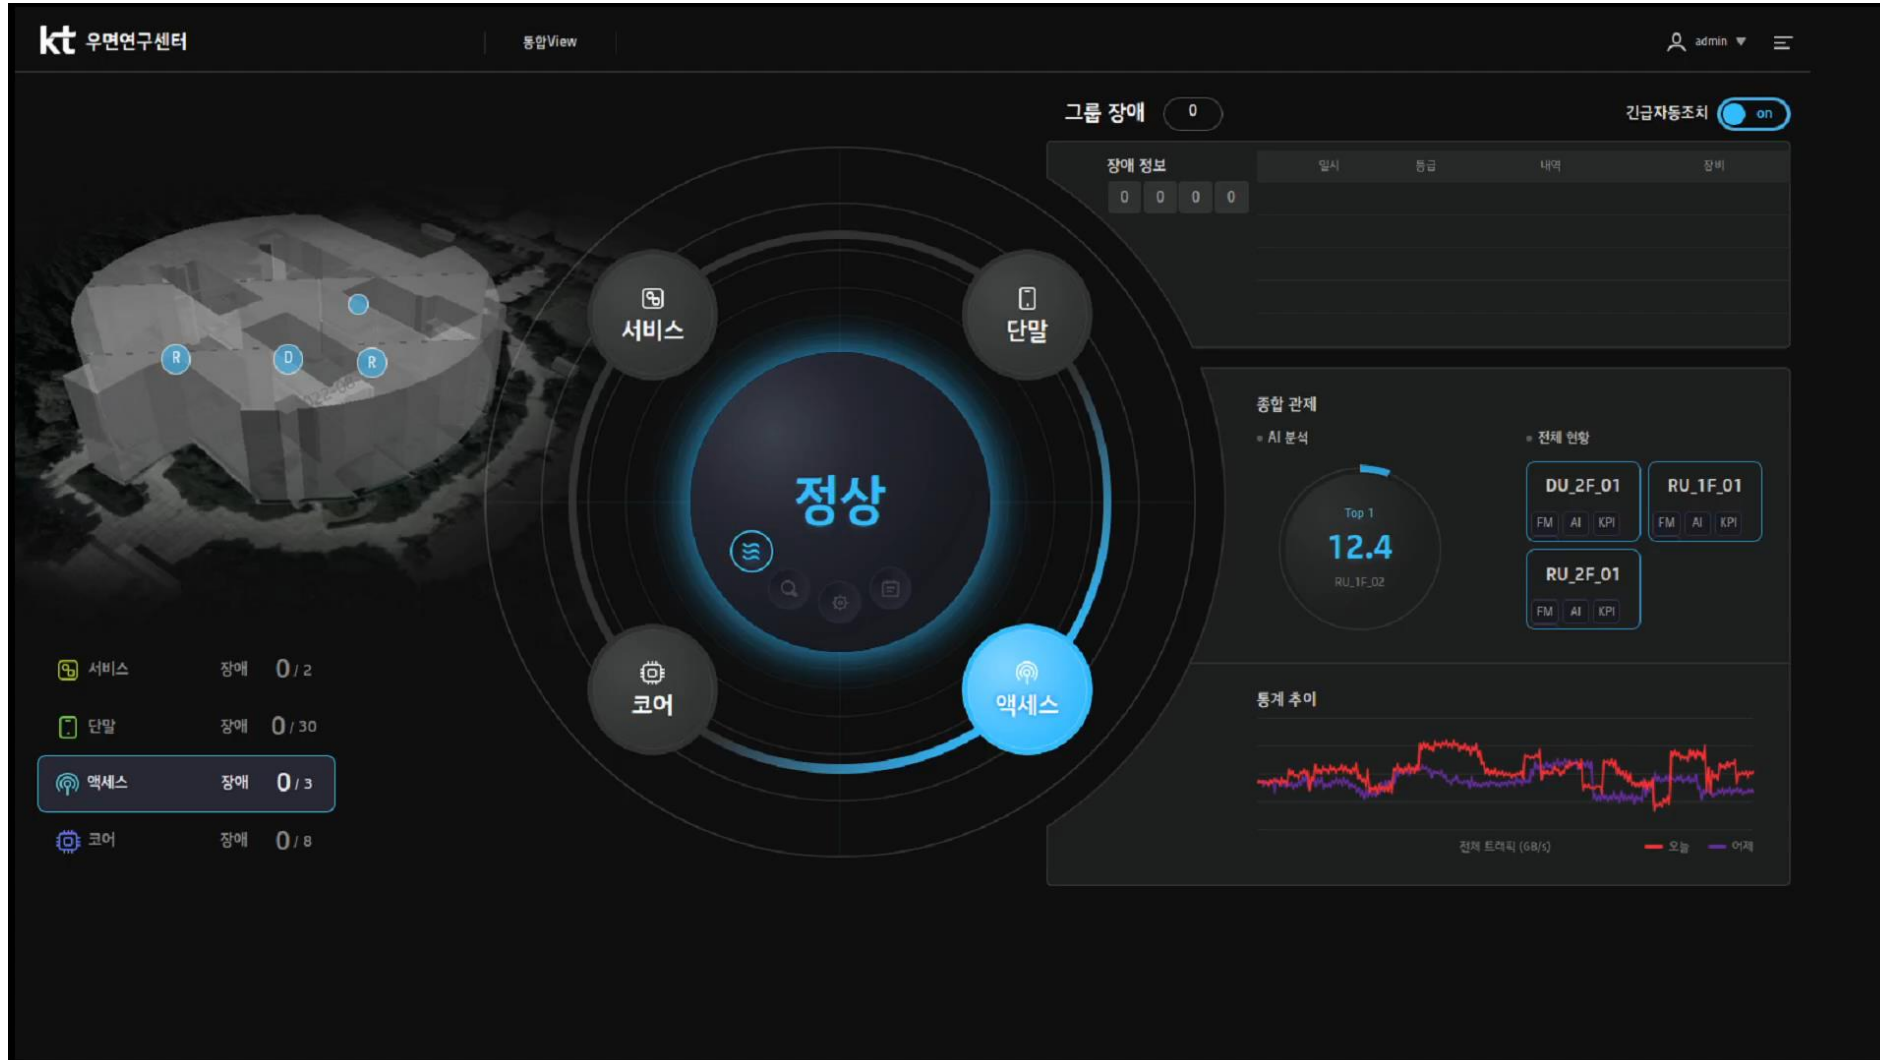 kt 우면연구센터
통합View
admin
그룹 장애 0
긴급자동조치 on
장애 정보
0 0 0 0
일시 등급 내역 장비
서비스
단말
R
D
R
정상
종합 관제
AI 분석
전체 현황
Top 1
12.4
RU_1F_02
DU_2F_01
FM AI KPI
RU_1F_01
FM AI KPI
RU_2F_01
FM AI KPI
코어
액세스
서비스 장애 0 / 2
단말 장애 0 / 30
액세스 장애 0 / 3
코어 장애 0 / 8
통계 추이
전체 트래픽 (GB/s)
오늘
어제